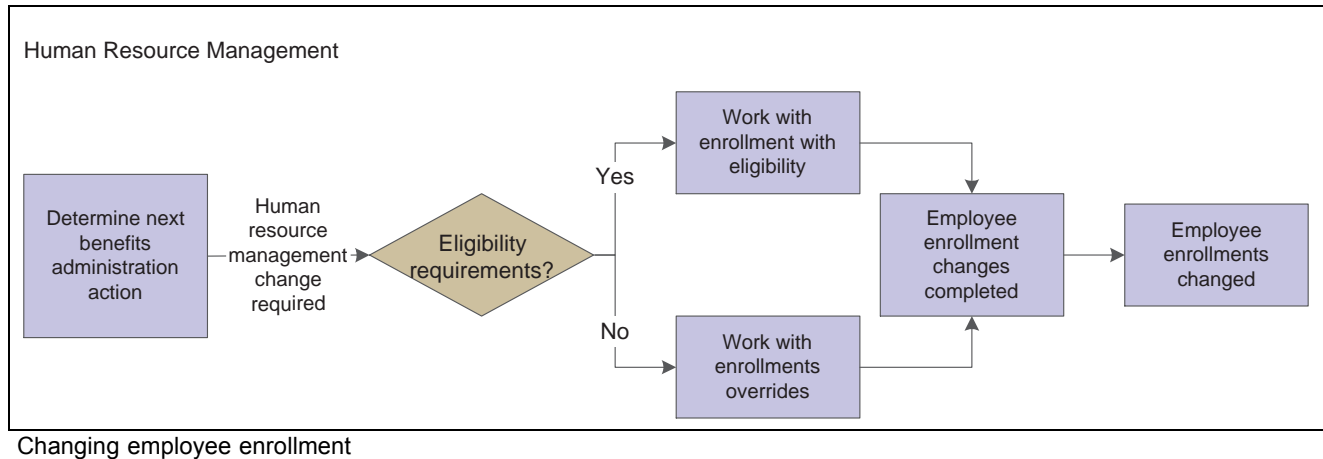 Human Resource Management
Determine next
benefits
administration
action
Human
resource
management
change
required
Eligibility
requirements?
Yes
No
Work with
enrollment with
eligibility
Work with
enrollments
overrides
Employee
enrollment
changes
completed
Employee
enrollments
changed
Changing employee enrollment